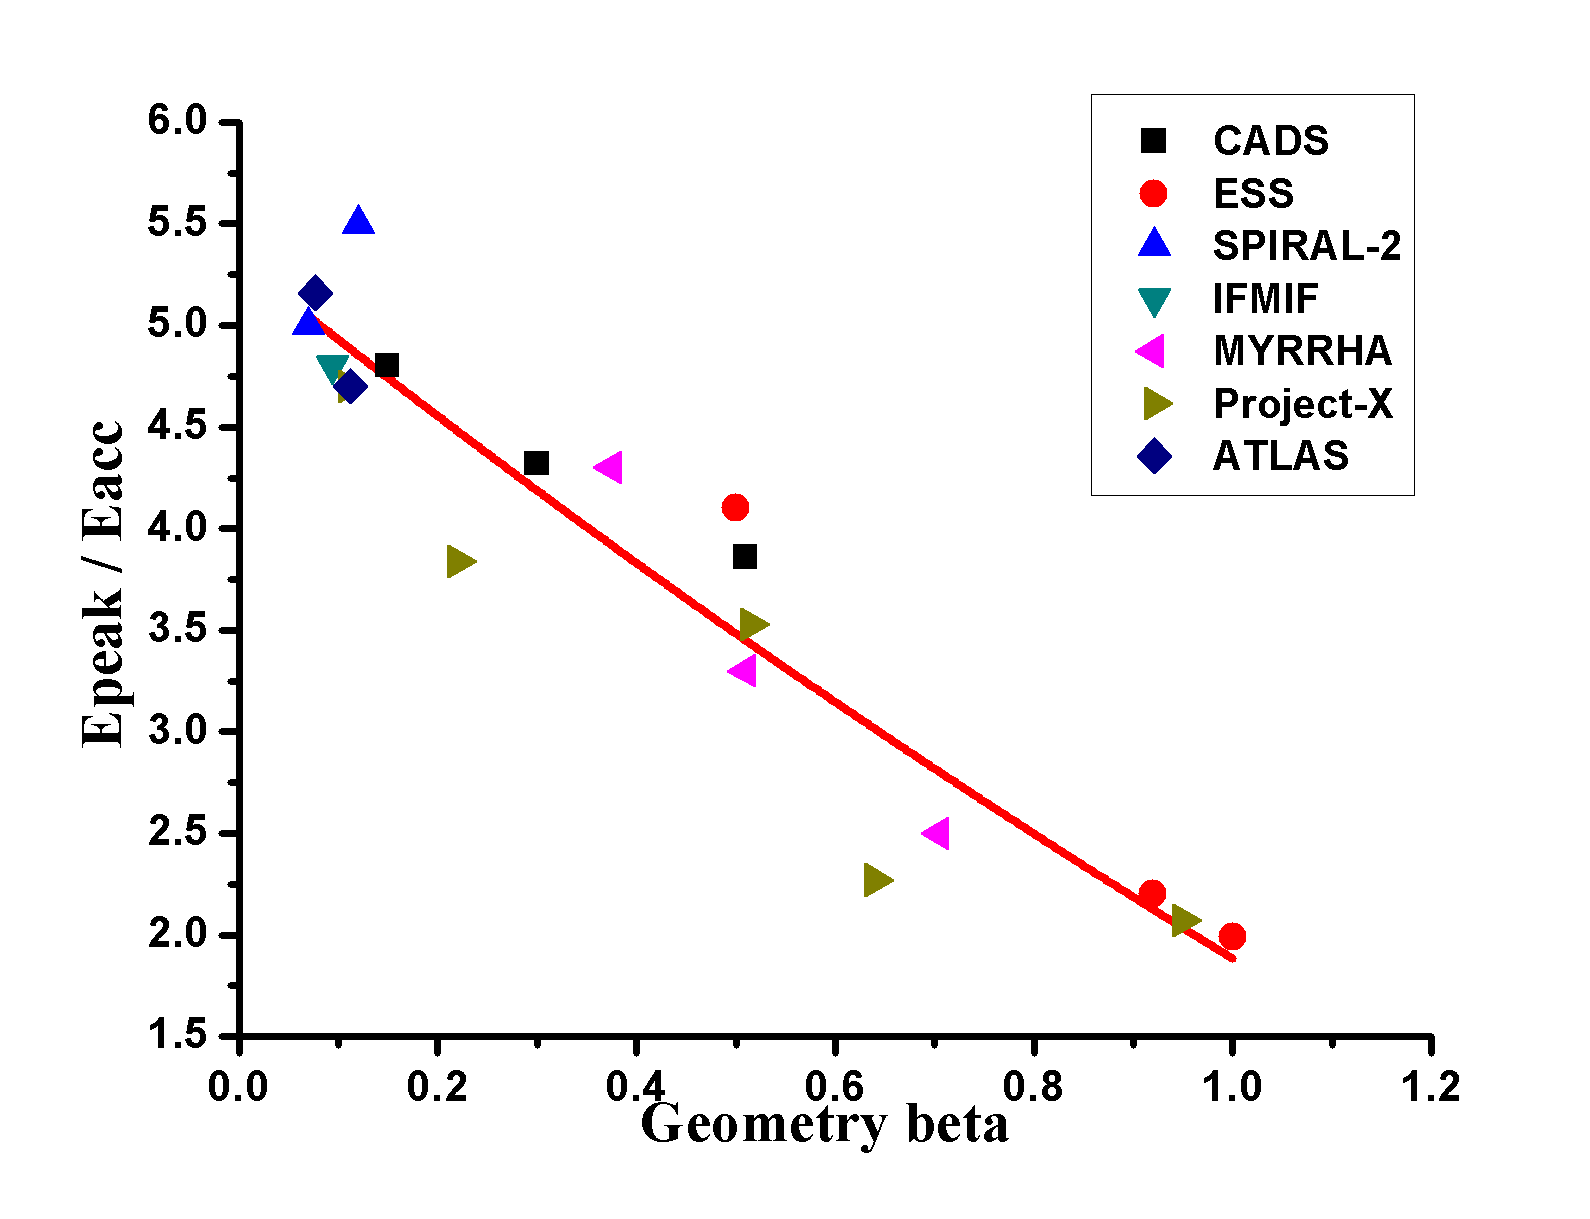 6.0
5.5
5.0
4.5
4.0
3.5
3.0
2.5
2.0
1.5
Epeak / Eacc
CADS
ESS
SPIRAL-2
IFMIF
MYRRHA
Project-X
ATLAS
0.0 0.2 0.4 0.6 0.8 1.0 1.2
Geometry beta